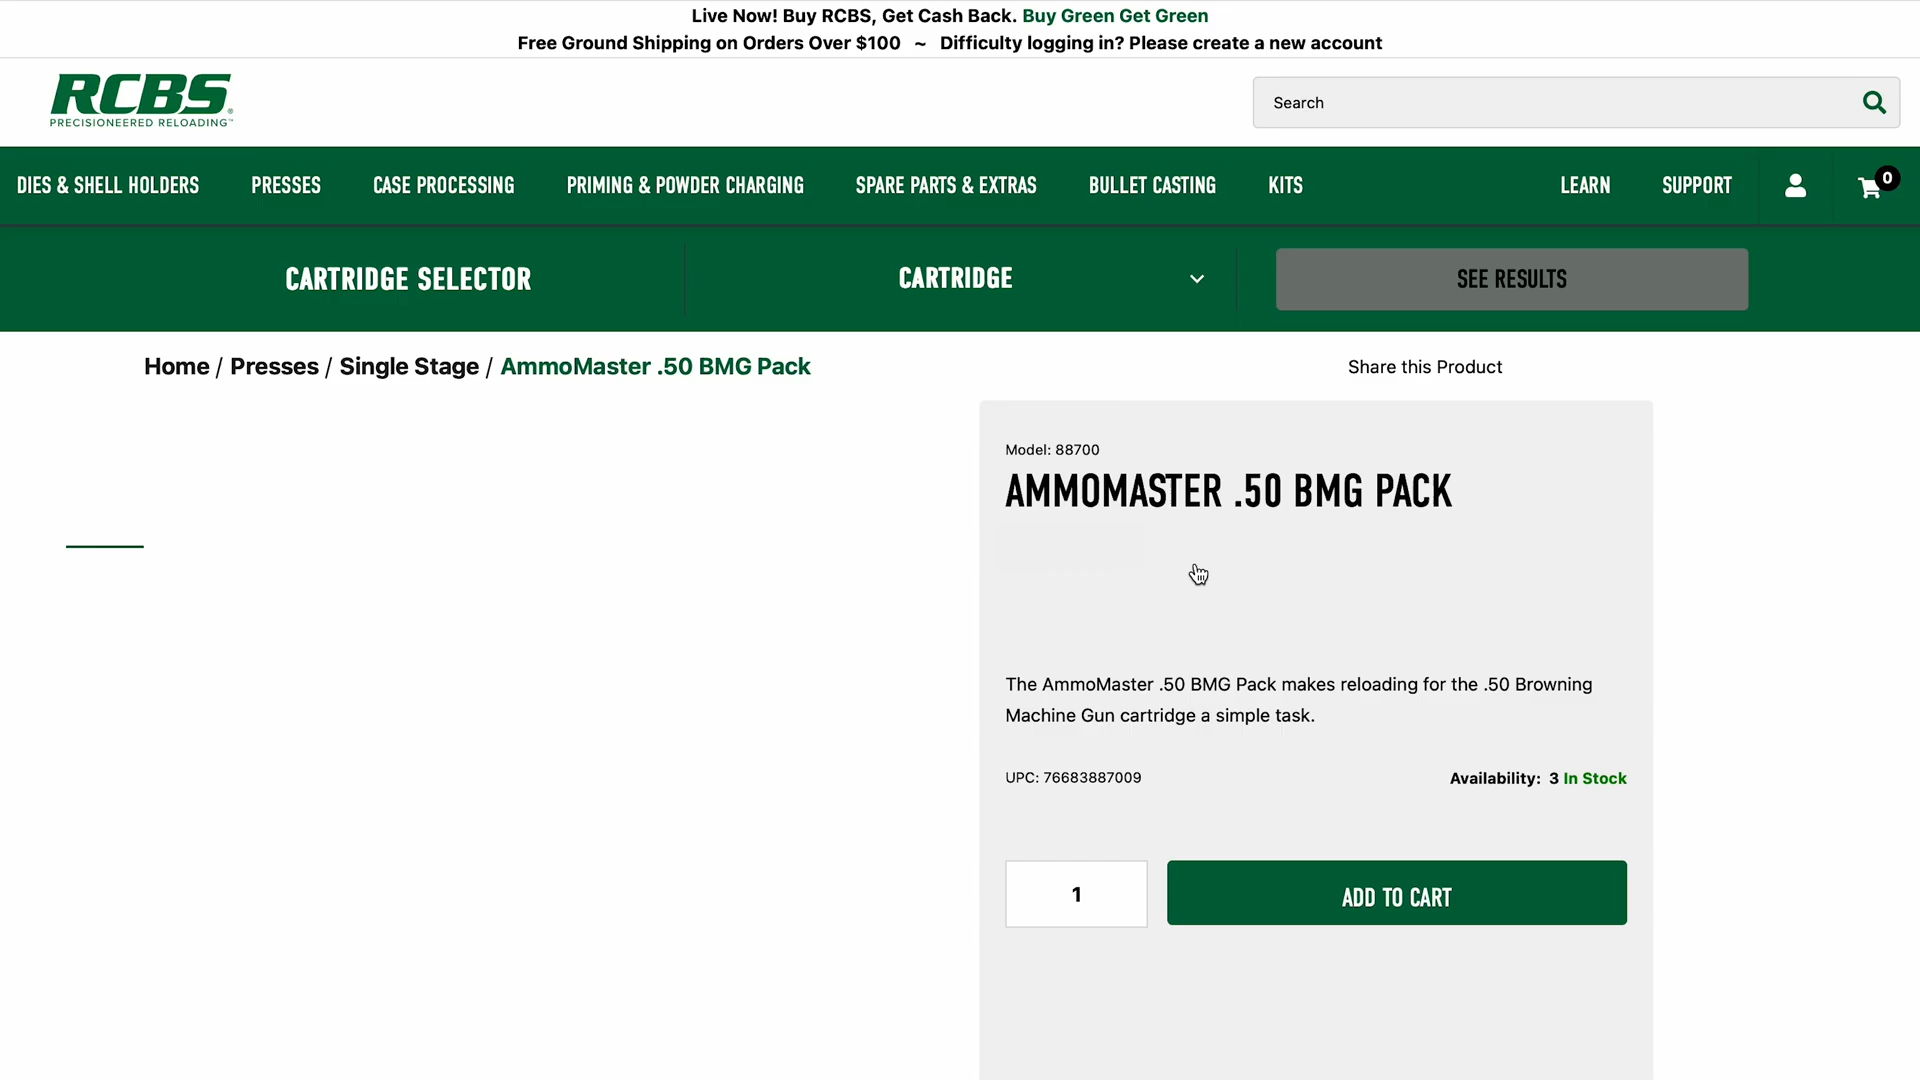 Live Now! Buy RCBS, Get Cash Back. Buy Green Get Green
Free Ground Shipping on Orders Over $100 ~ Difficulty logging in? Please create a new account
RCBS
PRECISIONEERED RELOADING™
Search
DIES & SHELL HOLDERS PRESSES CASE PROCESSING PRIMING & POWDER CHARGING SPARE PARTS & EXTRAS BULLET CASTING KITS LEARN SUPPORT 0
CARTRIDGE SELECTOR CARTRIDGE SEE RESULTS
Home / Presses / Single Stage / AmmoMaster .50 BMG Pack Share this Product
Model: 88700
AMMOMASTER .50 BMG PACK
The AmmoMaster .50 BMG Pack makes reloading for the .50 Browning
Machine Gun cartridge a simple task.
UPC: 76683887009 Availability: 3 In Stock
1 ADD TO CART